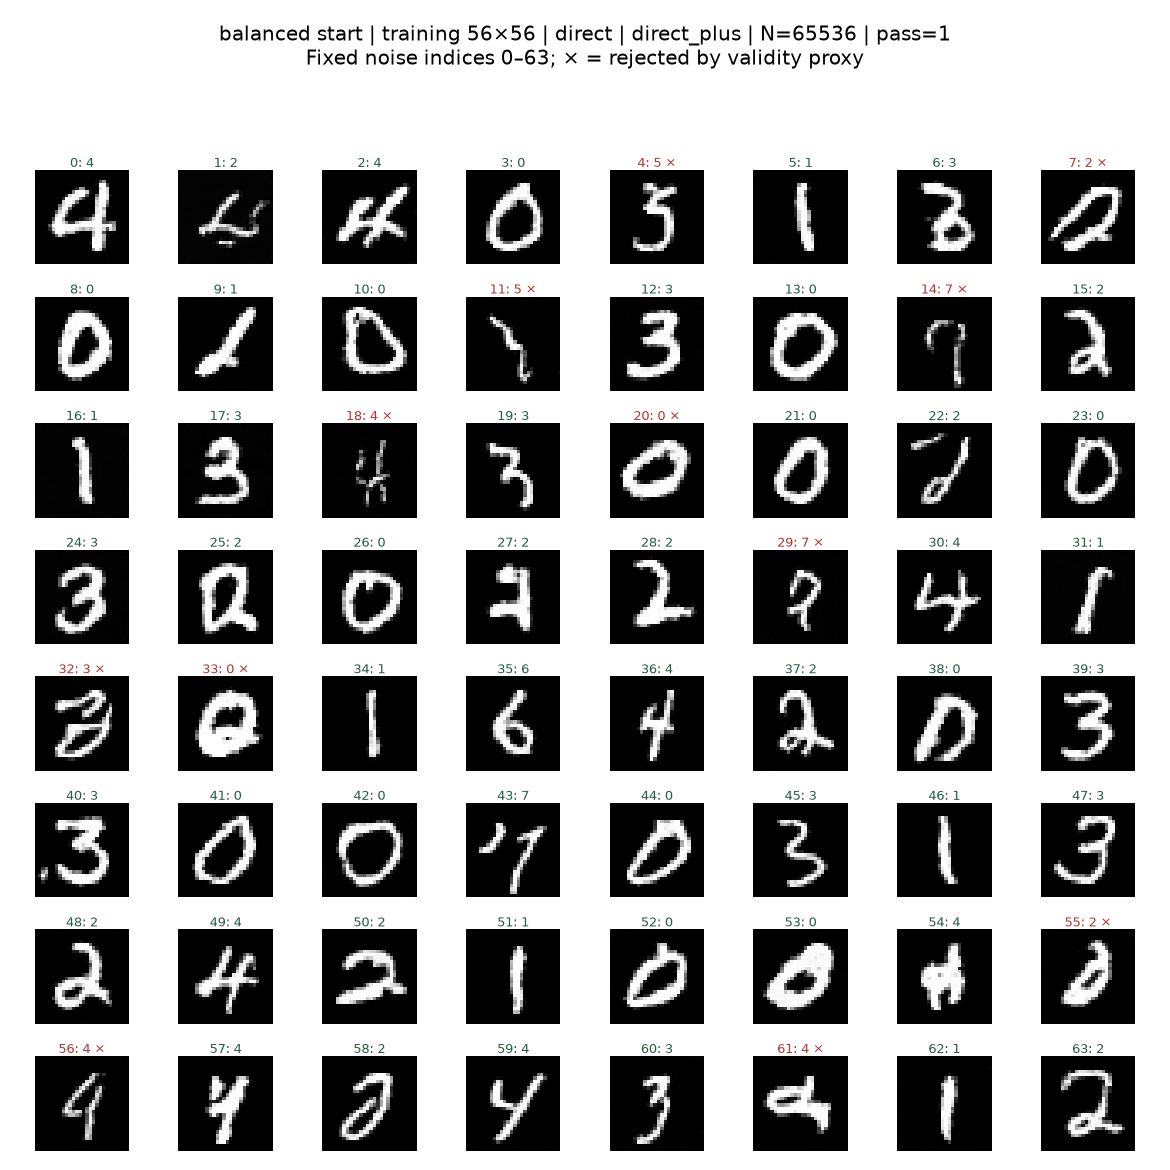 balanced start | training 56×56 | direct | direct_plus | N=65536 | pass=1
Fixed noise indices 0–63; × = rejected by validity proxy
0: 4 1: 2 2: 4 3: 0 4: 5 × 5: 1 6: 3 7: 2 ×
8: 0 9: 1 10: 0 11: 5 × 12: 3 13: 0 14: 7 × 15: 2
16: 1 17: 3 18: 4 × 19: 3 20: 0 × 21: 0 22: 2 23: 0
24: 3 25: 2 26: 0 27: 2 28: 2 29: 7 × 30: 4 31: 1
32: 3 × 33: 0 × 34: 1 35: 6 36: 4 37: 2 38: 0 39: 3
40: 3 41: 0 42: 0 43: 7 44: 0 45: 3 46: 1 47: 3
48: 2 49: 4 50: 2 51: 1 52: 0 53: 0 54: 4 55: 2 ×
56: 4 × 57: 4 58: 2 59: 4 60: 3 61: 4 × 62: 1 63: 2